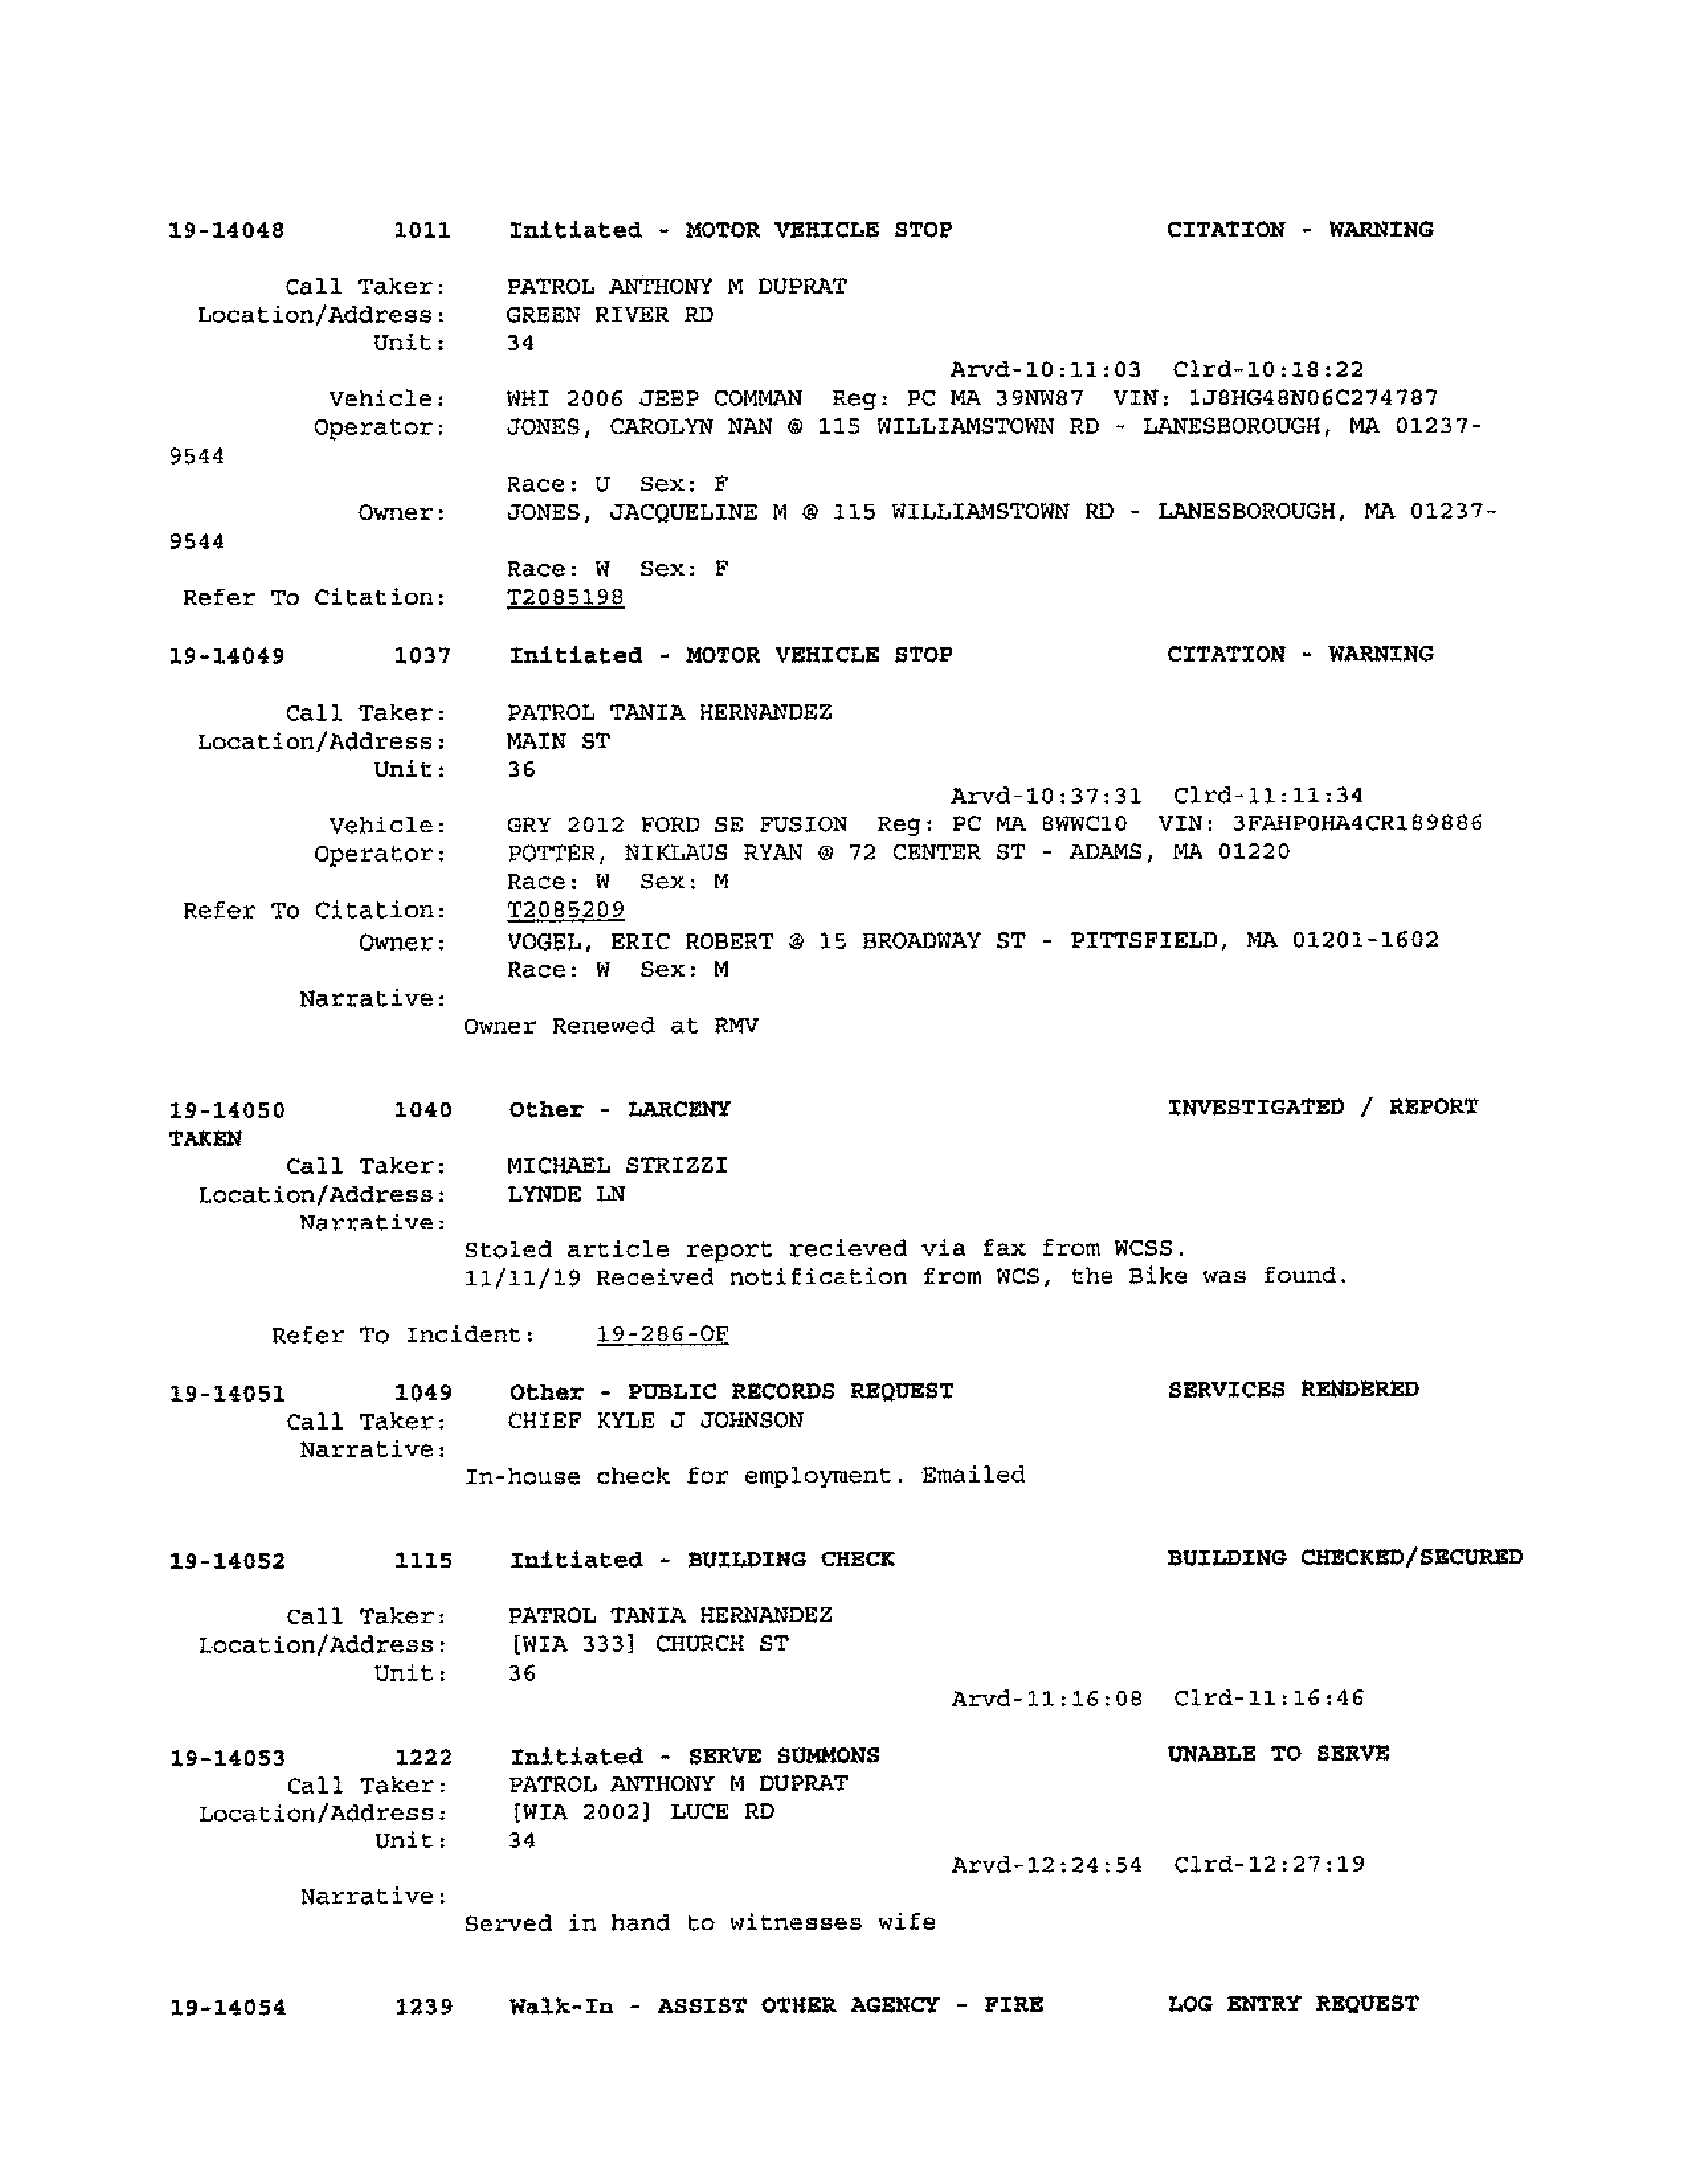 19-14048 1011 Initiated - MOTOR VEHICLE STOP CITATION - WARNING
Call Taker: PATROL ANTHONY M DUPRAT
Location/Address: GREEN RIVER RD
Unit: 34
Arvd-10:11:03 Clrd-10:18:22
Vehicle: WHI 2006 JEEP COMMAN Reg: PC MA 39NW87 VIN: 1J8HG48N06C274787
Operator: JONES, CAROLYN NAN @ 115 WILLIAMSTOWN RD - LANESBOROUGH, MA 01237-
9544
Race: U Sex: F
Owner: JONES, JACQUELINE M @ 115 WILLIAMSTOWN RD - LANESBOROUGH, MA 01237-
9544
Race: W Sex: F
Refer To Citation: T2085198
19-14049 1037 Initiated - MOTOR VEHICLE STOP CITATION - WARNING
Call Taker: PATROL TANIA HERNANDEZ
Location/Address: MAIN ST
Unit: 36
Arvd-10:37:31 Clrd-11:11:34
Vehicle: GRY 2012 FORD SE FUSION Reg: PC MA 8WWC10 VIN: 3FAHP0HA4CR189886
Operator: POTTER, NIKLAUS RYAN @ 72 CENTER ST - ADAMS, MA 01220
Race: W Sex: M
Refer To Citation: T2085209
Owner: VOGEL, ERIC ROBERT @ 15 BROADWAY ST - PITTSFIELD, MA 01201-1602
Race: W Sex: M
Narrative:
Owner Renewed at RMV
19-14050 1040 Other - LARCENY INVESTIGATED / REPORT
TAKEN
Call Taker: MICHAEL STRIZZI
Location/Address: LYNDE LN
Narrative:
Stoled article report recieved via fax from WCSS.
11/11/19 Received notification from WCS, the Bike was found.
Refer To Incident: 19-286-OF
19-14051 1049 Other - PUBLIC RECORDS REQUEST SERVICES RENDERED
Call Taker: CHIEF KYLE J JOHNSON
Narrative:
In-house check for employment. Emailed
19-14052 1115 Initiated - BUILDING CHECK BUILDING CHECKED/SECURED
Call Taker: PATROL TANIA HERNANDEZ
Location/Address: [WIA 333] CHURCH ST
Unit: 36
Arvd-11:16:08 Clrd-11:16:46
19-14053 1222 Initiated - SERVE SUMMONS UNABLE TO SERVE
Call Taker: PATROL ANTHONY M DUPRAT
Location/Address: [WIA 2002] LUCE RD
Unit: 34
Arvd-12:24:54 Clrd-12:27:19
Narrative:
Served in hand to witnesses wife
19-14054 1239 Walk-In - ASSIST OTHER AGENCY - FIRE LOG ENTRY REQUEST